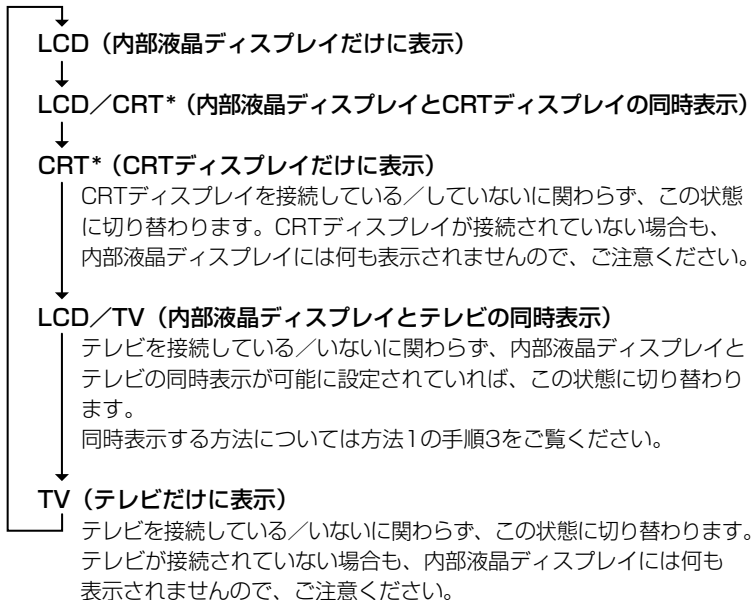 LCD（内部液晶ディスプレイだけに表示）
LCD／CRT*（内部液晶ディスプレイとCRTディスプレイの同時表示）
CRT*（CRTディスプレイだけに表示）
CRTディスプレイを接続している／していないに関わらず、この状態
に切り替わります。CRTディスプレイが接続されていない場合も、
内部液晶ディスプレイには何も表示されませんので、ご注意ください。
LCD／TV（内部液晶ディスプレイとテレビの同時表示）
テレビを接続している／いないに関わらず、内部液晶ディスプレイと
テレビの同時表示が可能に設定されていれば、この状態に切り替わり
ます。
同時表示する方法については方法1の手順3をご覧ください。
TV（テレビだけに表示）
テレビを接続している／いないに関わらず、この状態に切り替わります。
テレビが接続されていない場合も、内部液晶ディスプレイには何も
表示されませんので、ご注意ください。